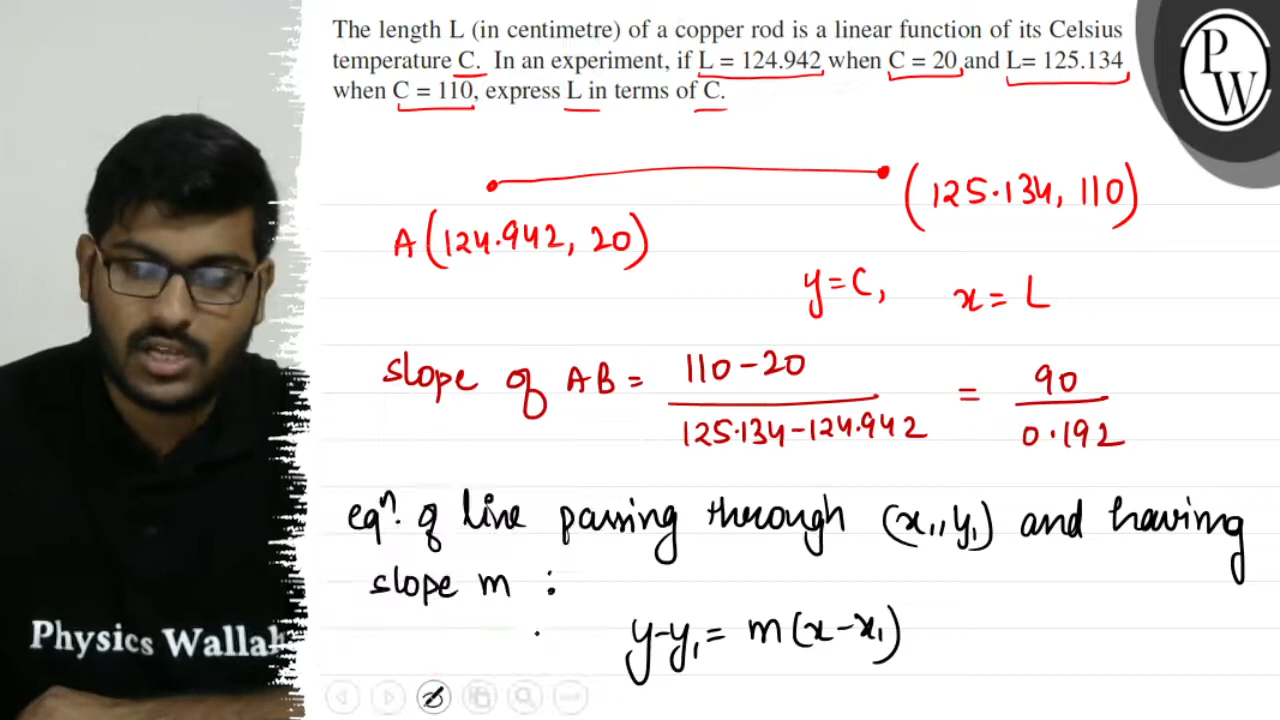 The length L (in centimetre) of a copper rod is a linear function of its Celsius
temperature C. In an experiment, if L = 124.942 when C = 20 and L= 125.134
when C = 110, express L in terms of C.
P
W
(125.134, 110)
A(124.942, 20)
y=C, x= L
slope of AB = 110-20 / 125.134-124.942 = 90 / 0.192
eqn. of line passing through (x1, y1) and having
slope m :
y-y1 = m(x-x1)
Physics Wallah